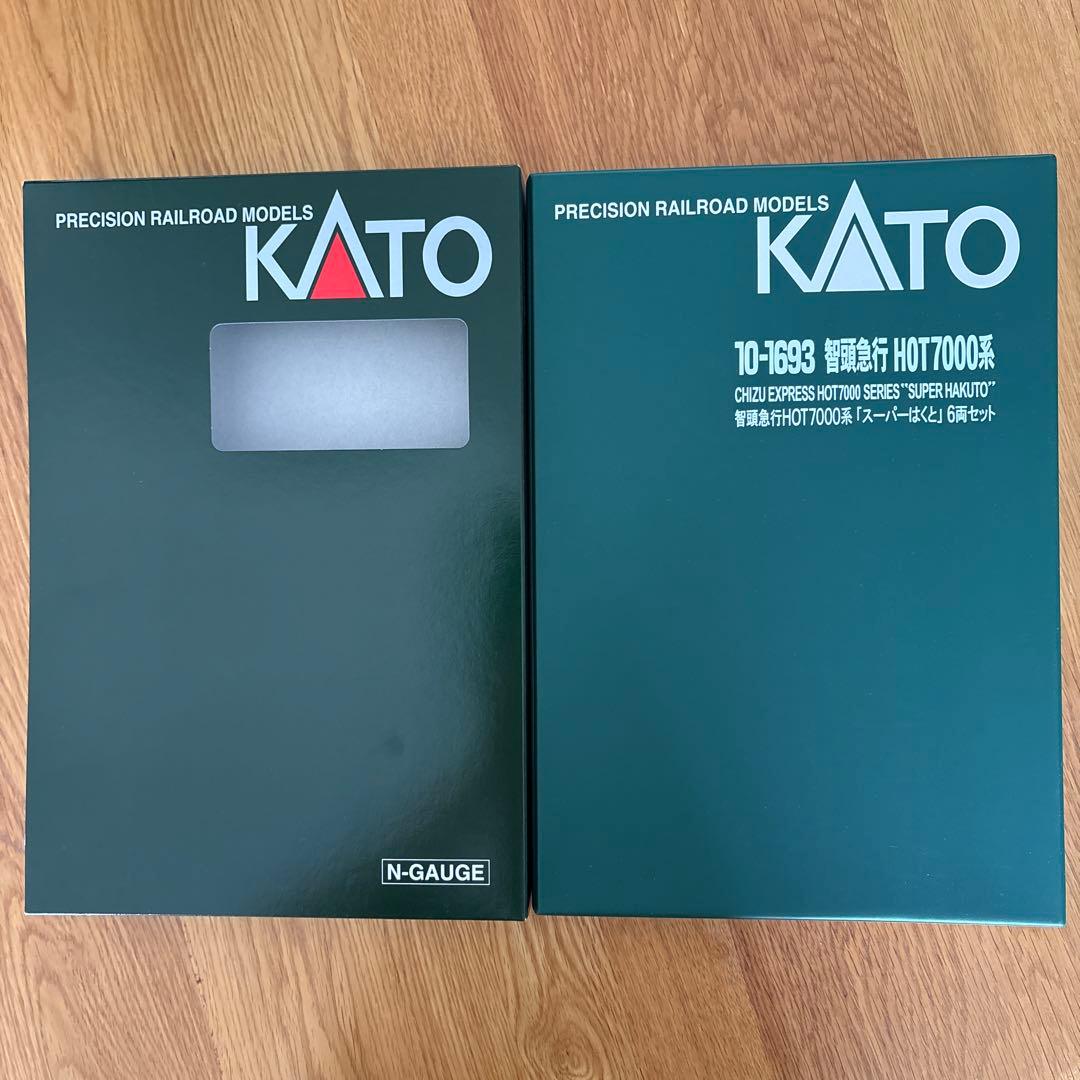 PRECISION RAILROAD MODELS
KATO
N-GAUGE
PRECISION RAILROAD MODELS
KATO
10-1693 智頭急行 HOT7000系
CHIZU EXPRESS HOT7000 SERIES "SUPER HAKUTO"
智頭急行HOT7000系「スーパーはくと」6両セット